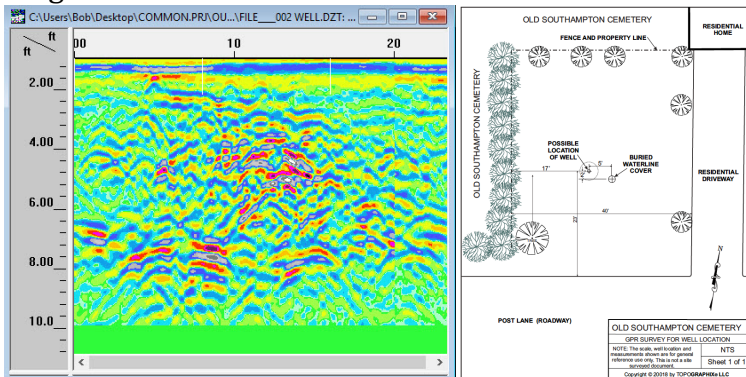 C:\Users\Bob\Desktop\COMMON.PRJ\OU...\FILE___002 WELL.DZT: ...
ft
ft
00 10 20
2.00
4.00
6.00
8.00
10.0
OLD SOUTHAMPTON CEMETERY
FENCE AND PROPERTY LINE
RESIDENTIAL
HOME
OLD SOUTHAMPTON CEMETERY
POSSIBLE
LOCATION
OF WELL
5'
17'
BURIED
WATERLINE
COVER
RESIDENTIAL
DRIVEWAY
40'
23'
N
POST LANE (ROADWAY)
OLD SOUTHAMPTON CEMETERY
GPR SURVEY FOR WELL LOCATION
NOTE: The scale, well location and
measurements shown are for general
reference use only. This is not a site
surveyed document.
NTS
Sheet 1 of 1
Copyright © 20018 by TOPOGRAPHIXe LLC